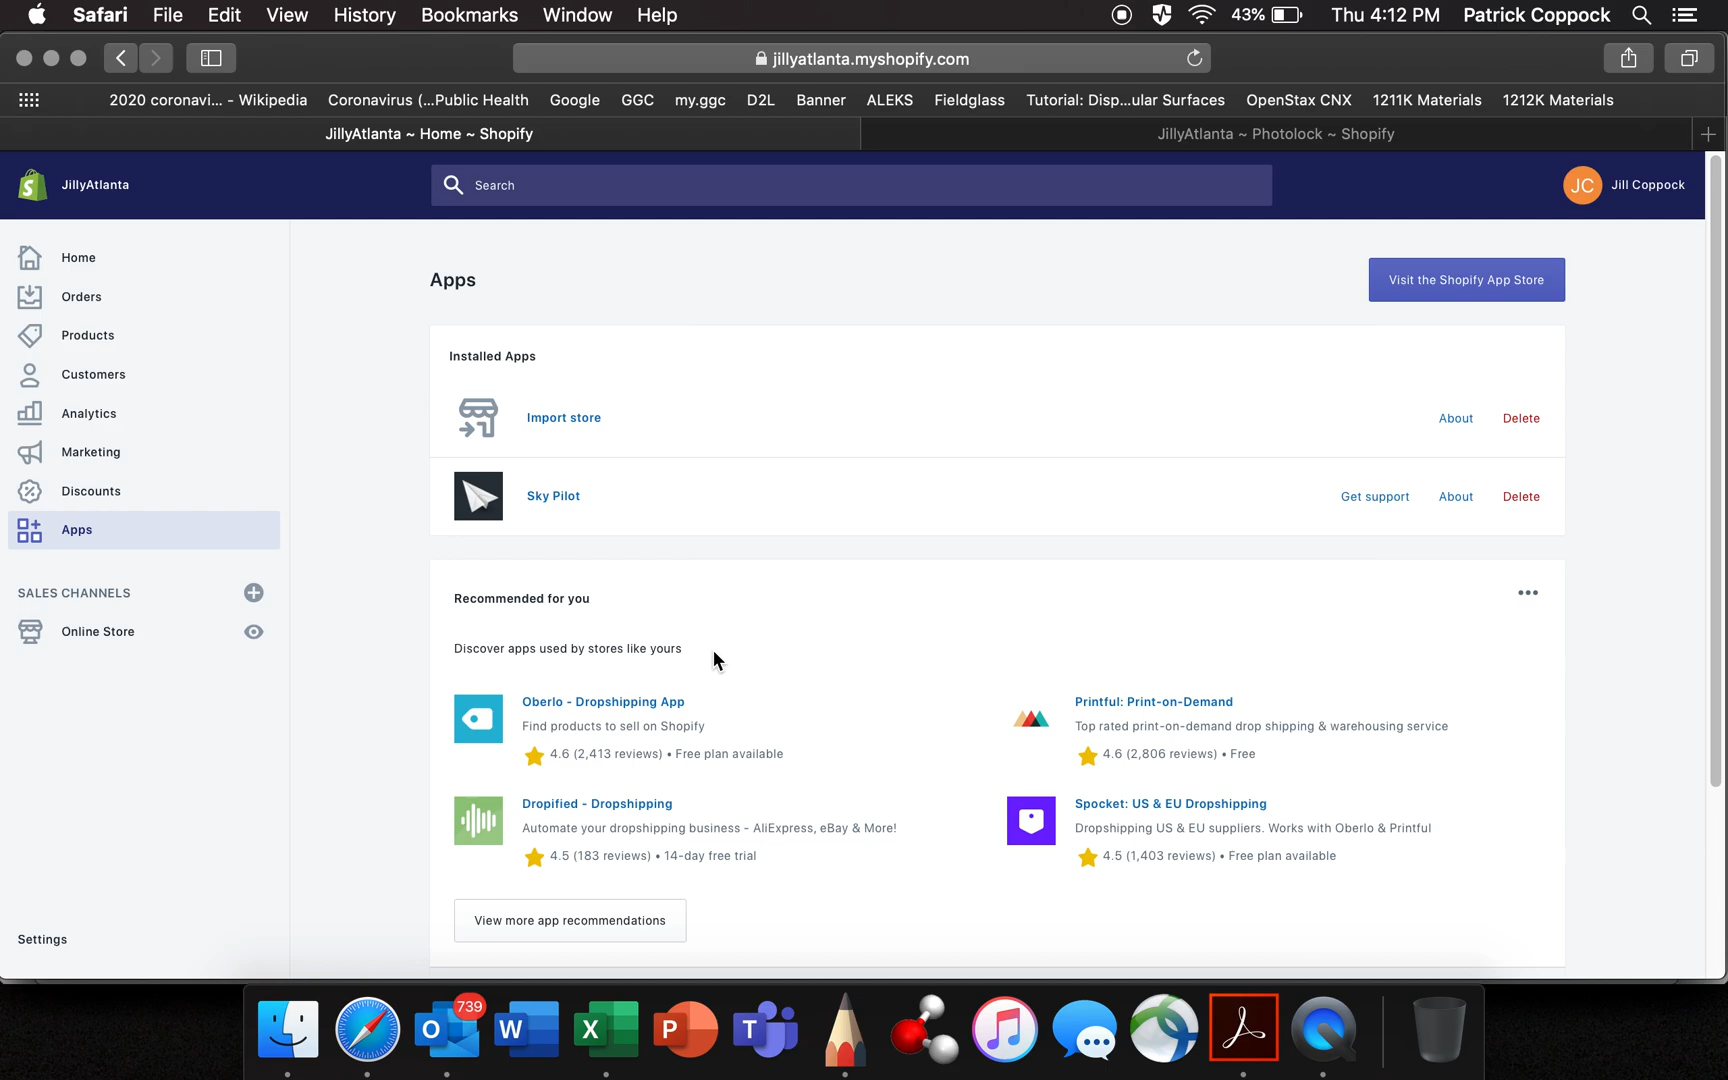 Safari File Edit View History Bookmarks Window Help 43% Thu 4:12 PM Patrick Coppock
jillyatlanta.myshopify.com
2020 coronavi... - Wikipedia Coronavirus (...Public Health Google GGC my.ggc D2L Banner ALEKS Fieldglass Tutorial: Disp...ular Surfaces OpenStax CNX 1211K Materials 1212K Materials
JillyAtlanta ~ Home ~ Shopify JillyAtlanta ~ Photolock ~ Shopify
JillyAtlanta Search JC Jill Coppock
Home
Orders
Products
Customers
Analytics
Marketing
Discounts
Apps
SALES CHANNELS
Online Store
Settings
Apps Visit the Shopify App Store
Installed Apps
Import store About Delete
Sky Pilot Get support About Delete
Recommended for you
Discover apps used by stores like yours
Oberlo - Dropshipping App
Find products to sell on Shopify
4.6 (2,413 reviews) • Free plan available
Printful: Print-on-Demand
Top rated print-on-demand drop shipping & warehousing service
4.6 (2,806 reviews) • Free
Dropified - Dropshipping
Automate your dropshipping business - AliExpress, eBay & More!
4.5 (183 reviews) • 14-day free trial
Spocket: US & EU Dropshipping
Dropshipping US & EU suppliers. Works with Oberlo & Printful
4.5 (1,403 reviews) • Free plan available
View more app recommendations
739
O W X P T